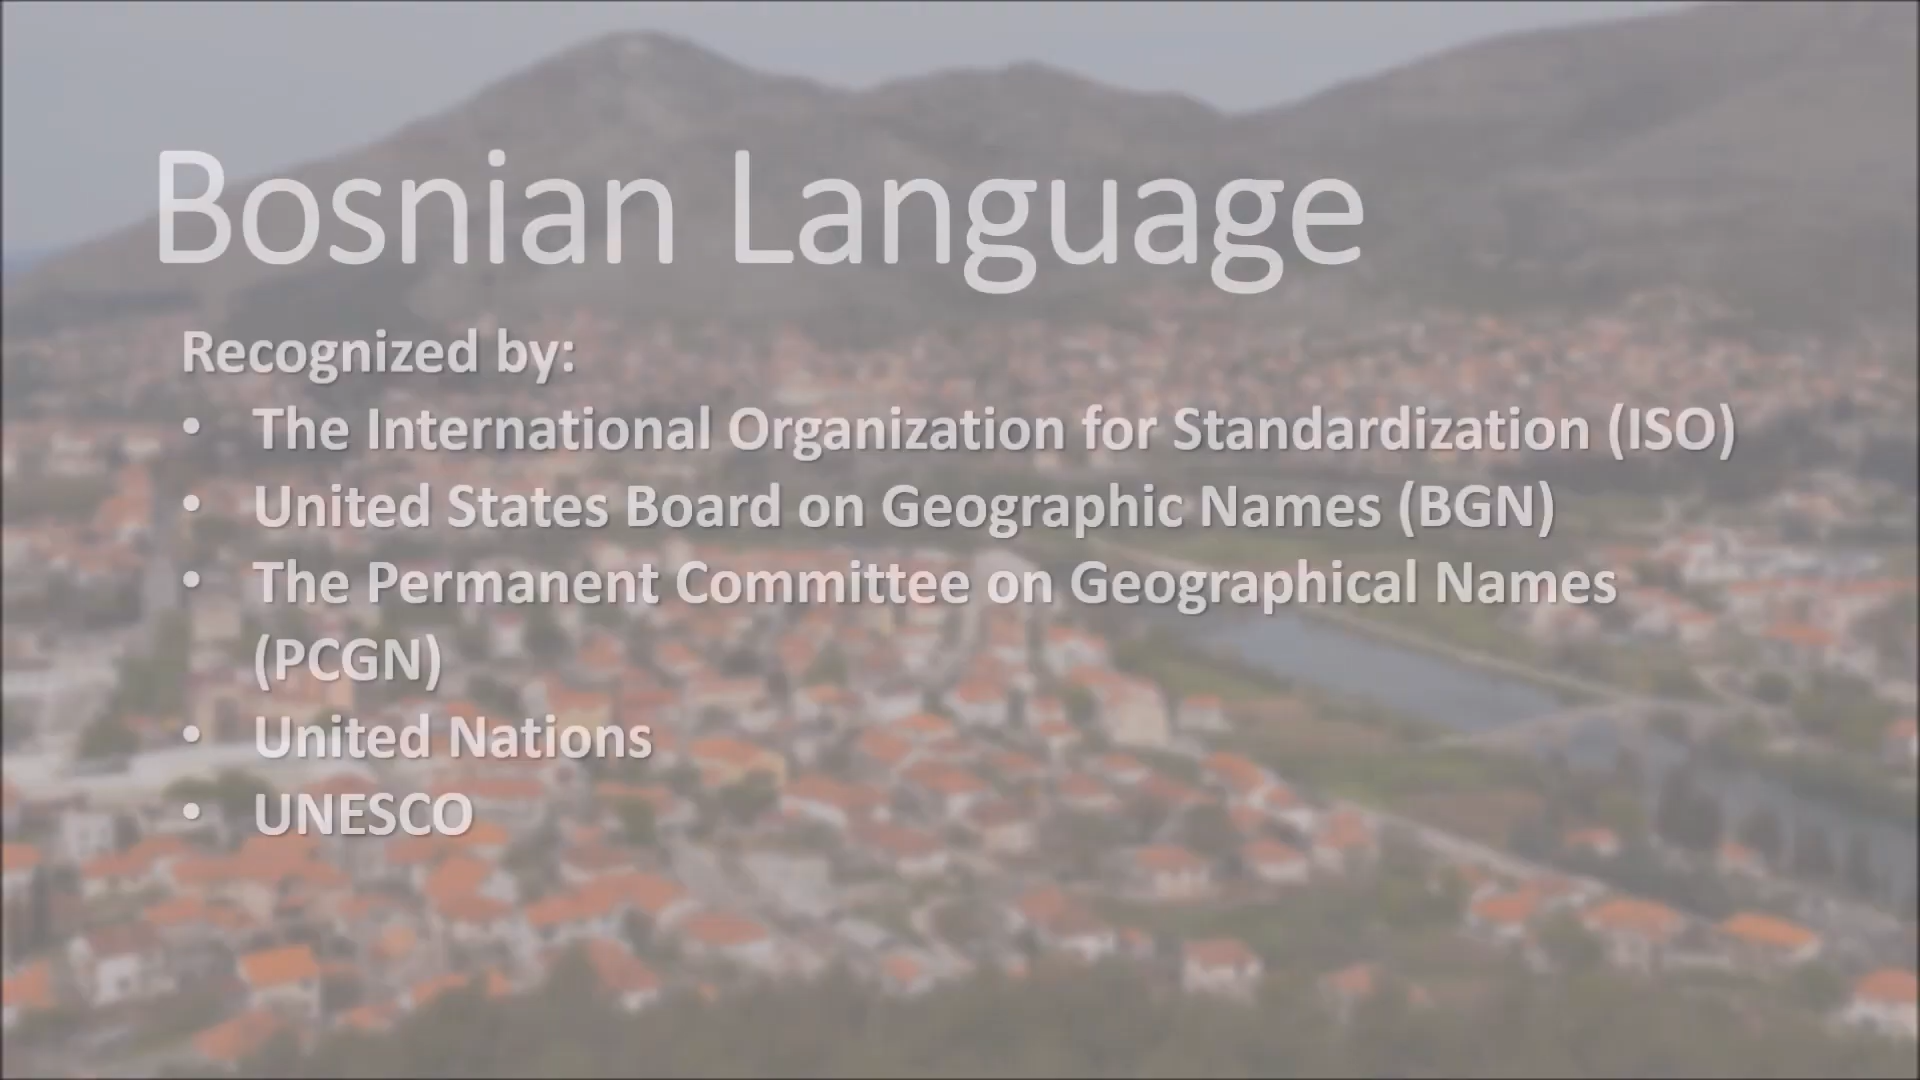 Bosnian Language
Recognized by:
• The International Organization for Standardization (ISO)
• United States Board on Geographic Names (BGN)
• The Permanent Committee on Geographical Names
(PCGN)
• United Nations
• UNESCO